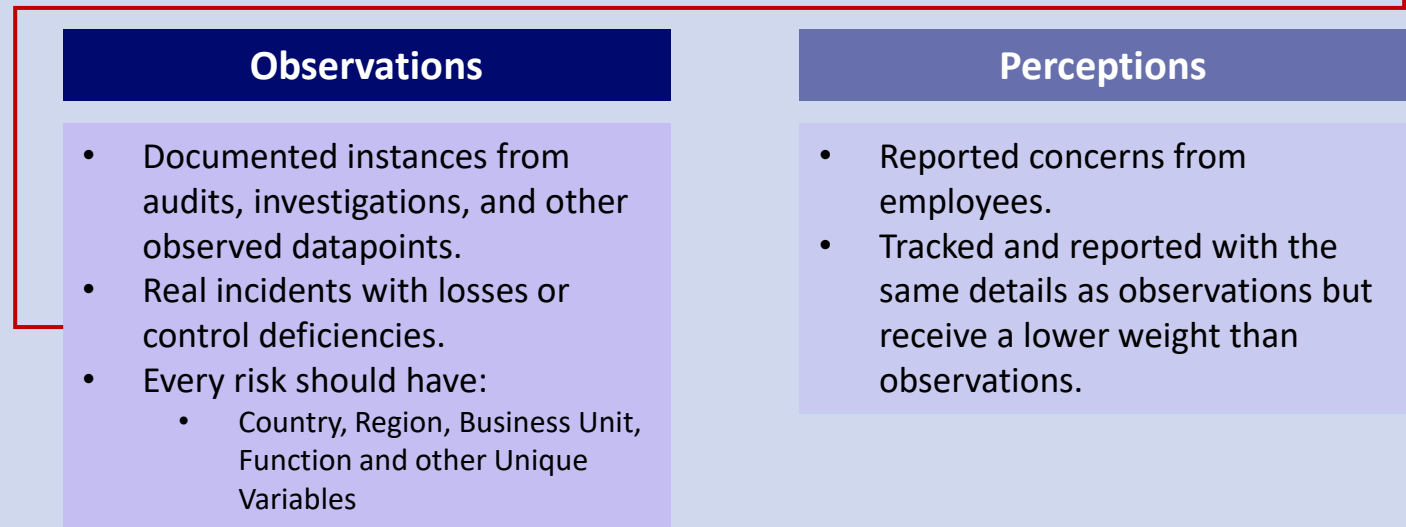 Observations
• Documented instances from
audits, investigations, and other
observed datapoints.
• Real incidents with losses or
control deficiencies.
• Every risk should have:
• Country, Region, Business Unit,
Function and other Unique
Variables
Perceptions
• Reported concerns from
employees.
• Tracked and reported with the
same details as observations but
receive a lower weight than
observations.